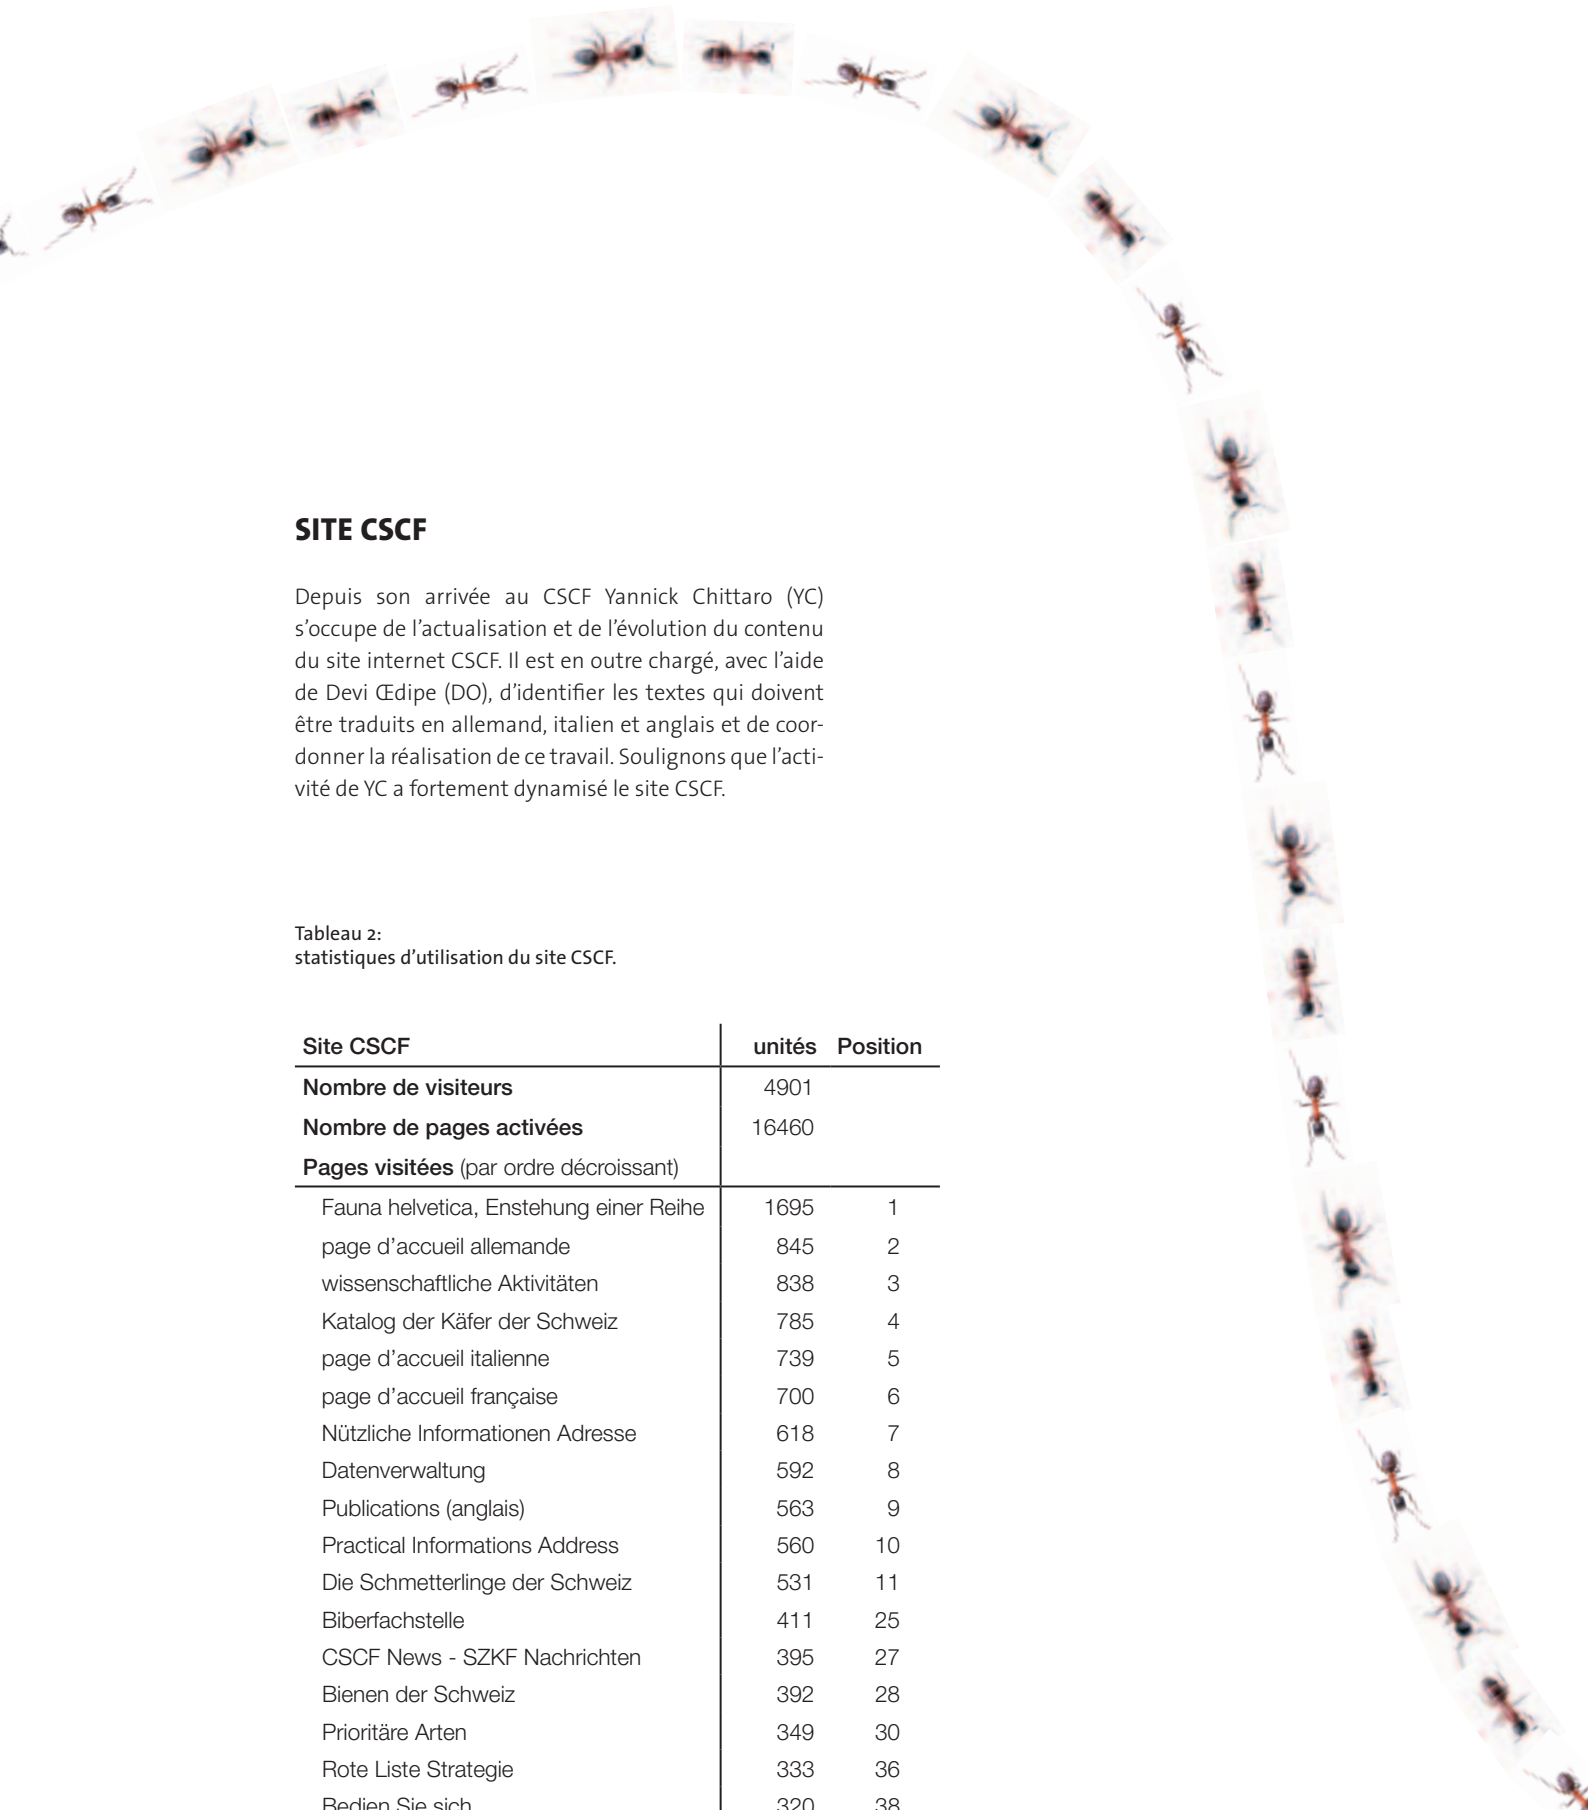 SITE CSCF
Depuis son arrivée au CSCF Yannick Chittaro (YC)
s’occupe de l’actualisation et de l’évolution du contenu
du site internet CSCF. Il est en outre chargé, avec l’aide
de Devi Œdipe (DO), d’identifier les textes qui doivent
être traduits en allemand, italien et anglais et de coor-
donner la réalisation de ce travail. Soulignons que l’acti-
vité de YC a fortement dynamisé le site CSCF.
Tableau 2:
statistiques d’utilisation du site CSCF.
Site CSCF unités Position
Nombre de visiteurs 4901
Nombre de pages activées 16460
Pages visitées (par ordre décroissant)
Fauna helvetica, Enstehung einer Reihe 1695 1
page d’accueil allemande 845 2
wissenschaftliche Aktivitäten 838 3
Katalog der Käfer der Schweiz 785 4
page d’accueil italienne 739 5
page d’accueil française 700 6
Nützliche Informationen Adresse 618 7
Datenverwaltung 592 8
Publications (anglais) 563 9
Practical Informations Address 560 10
Die Schmetterlinge der Schweiz 531 11
Biberfachstelle 411 25
CSCF News - SZKF Nachrichten 395 27
Bienen der Schweiz 392 28
Prioritäre Arten 349 30
Rote Liste Strategie 333 36
Bedien Sie sich 320 38